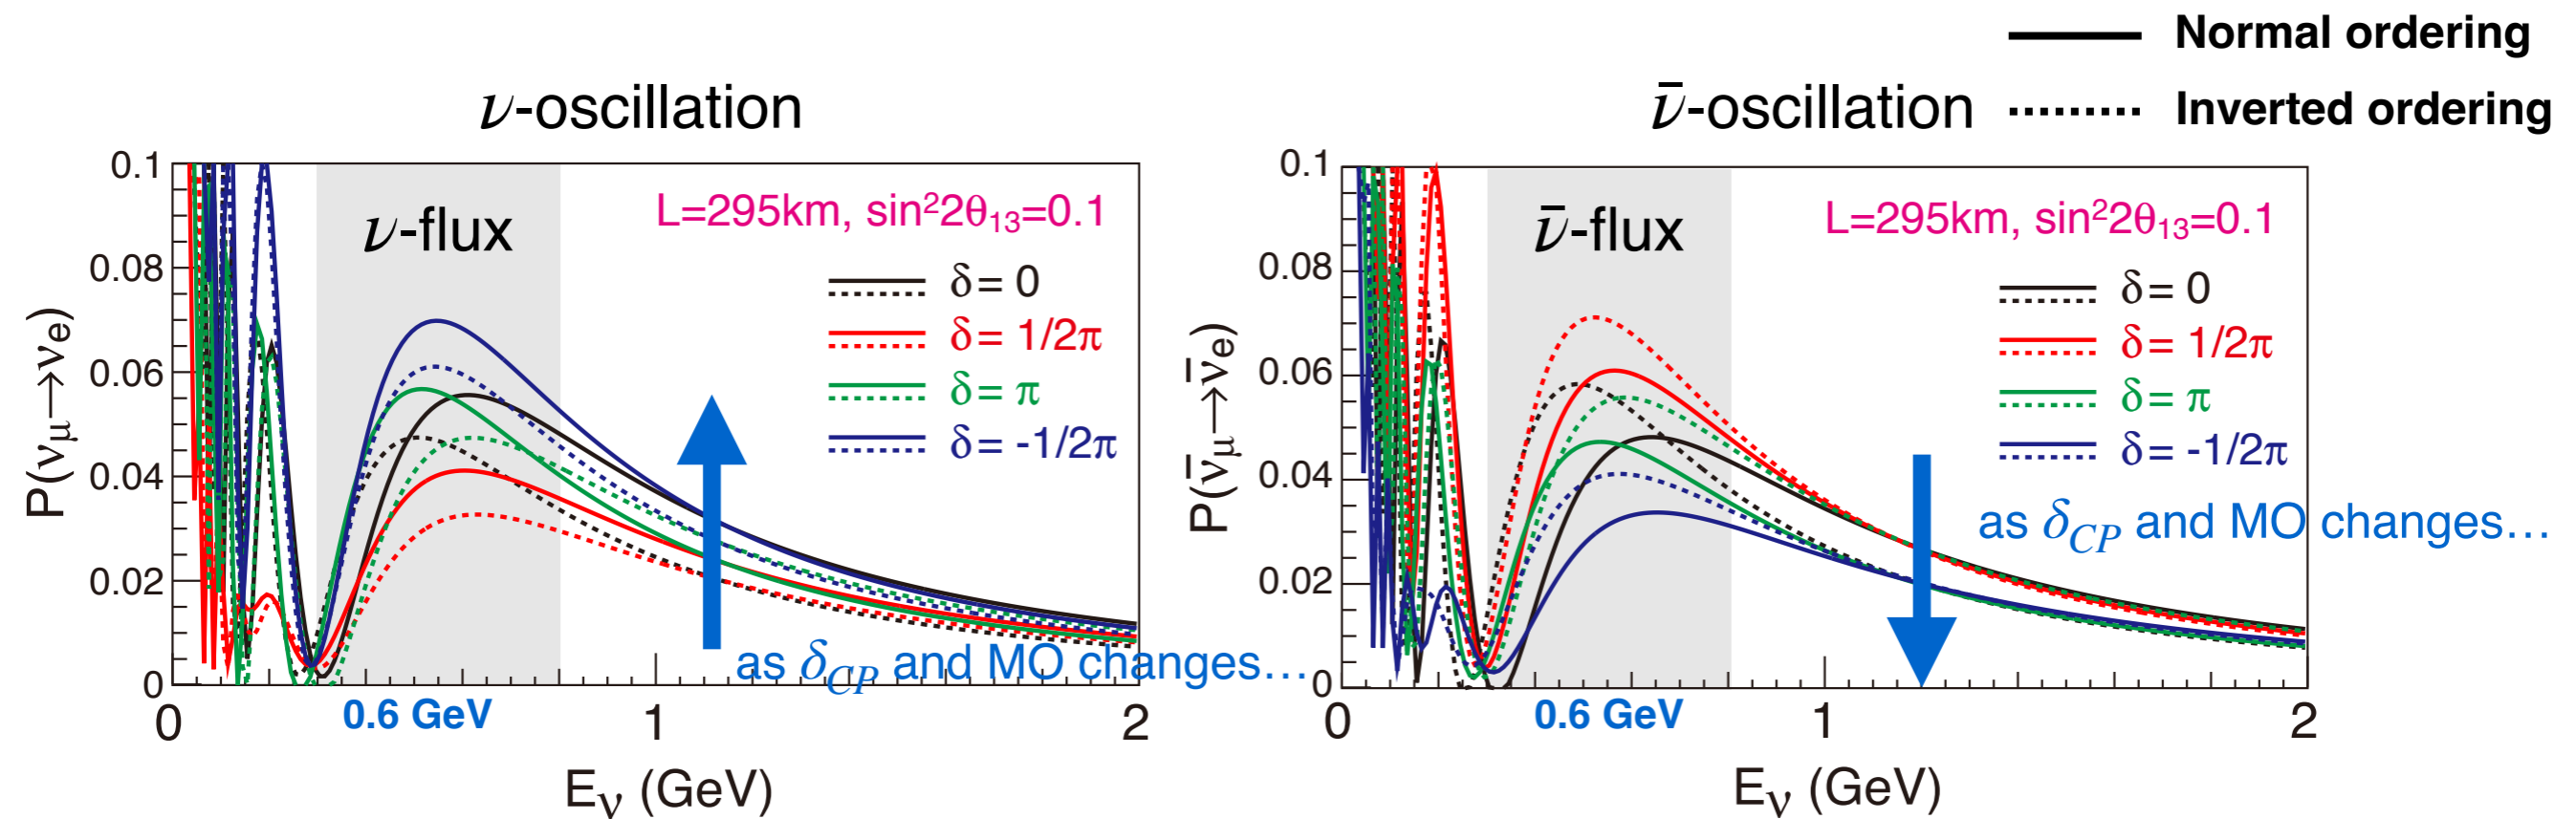 Normal ordering
Inverted ordering
ν-oscillation
ν̄-oscillation
0.1
0.08
0.06
0.04
0.02
0
P(νμ→νe)
ν-flux
L=295km, sin²2θ₁₃=0.1
δ= 0
δ= 1/2π
δ= π
δ= -1/2π
as δCP and MO changes…
0 0.6 GeV 1 2
Eν (GeV)
0.1
0.08
0.06
0.04
0.02
0
P(ν̄μ→ν̄e)
ν̄-flux
L=295km, sin²2θ₁₃=0.1
δ= 0
δ= 1/2π
δ= π
δ= -1/2π
as δCP and MO changes…
0 0.6 GeV 1 2
Eν (GeV)